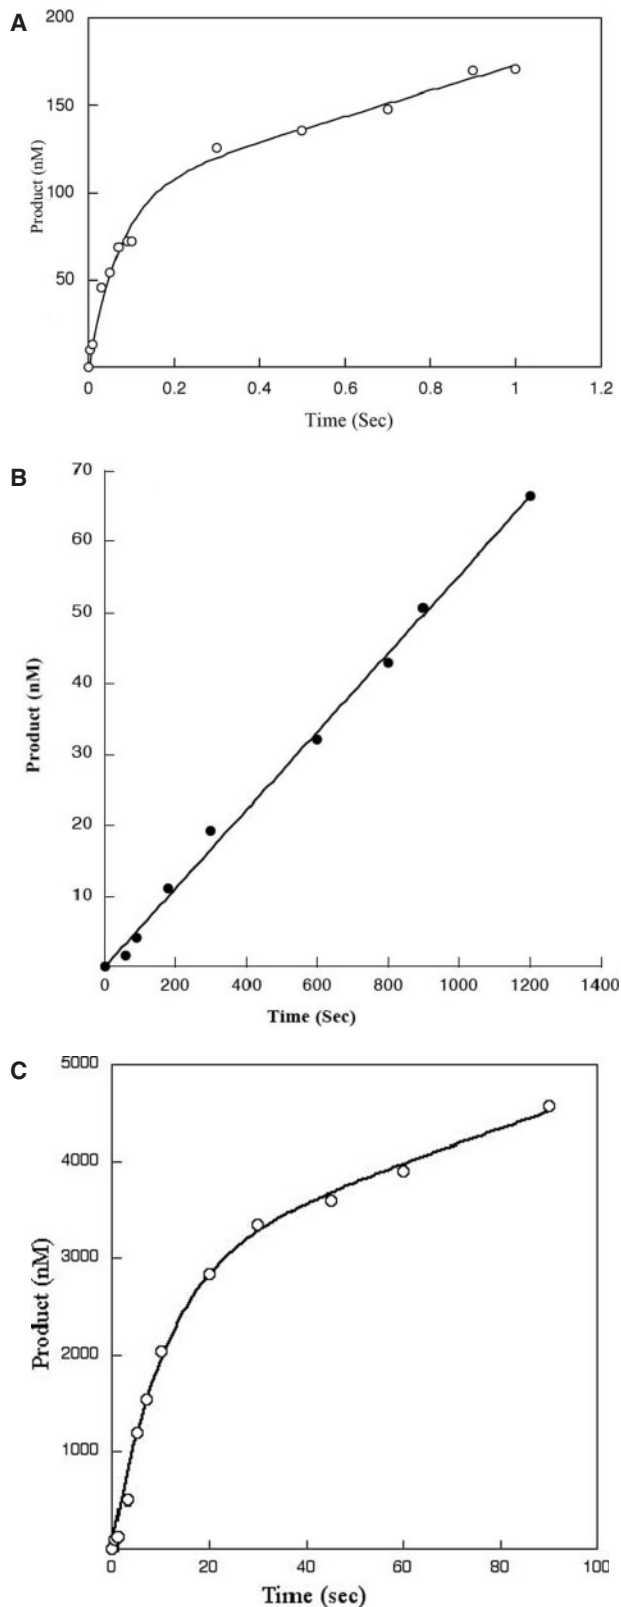 A
200
150
100
50
Product (nM)
0 0.2 0.4 0.6 0.8 1 1.2
Time (Sec)
B
70
60
50
40
30
20
10
Product (nM)
0 200 400 600 800 1000 1200 1400
Time (Sec)
C
5000
4000
3000
2000
1000
Product (nM)
0 20 40 60 80 100
Time (sec)